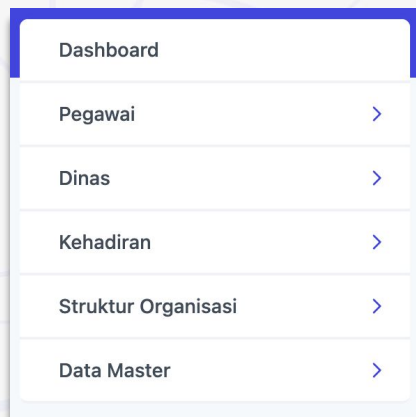 Dashboard
Pegawai
Dinas
Kehadiran
Struktur Organisasi
Data Master